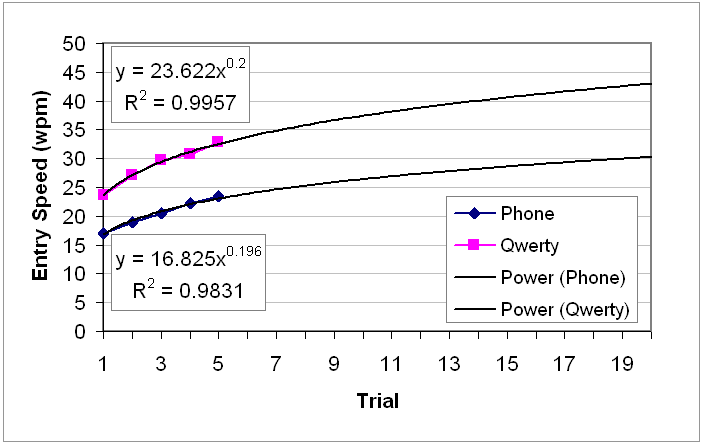 50
45
40
35
30
25
20
15
10
5
0
Entry Speed (wpm)
y = 23.622x^0.2
R^2 = 0.9957
y = 16.825x^0.196
R^2 = 0.9831
Phone
Qwerty
Power (Phone)
Power (Qwerty)
1 3 5 7 9 11 13 15 17 19
Trial